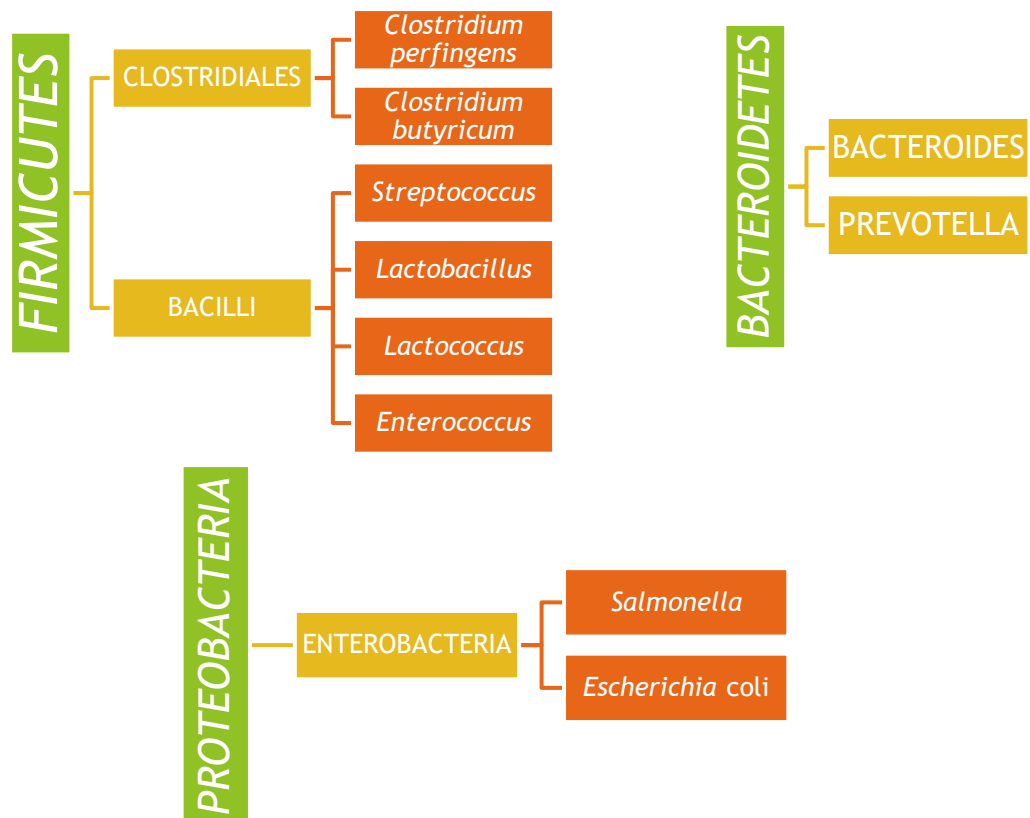 FIRMICUTES
CLOSTRIDIALES
Clostridium
perfingens
Clostridium
butyricum
BACILLI
Streptococcus
Lactobacillus
Lactococcus
Enterococcus
BACTEROIDETES
BACTEROIDES
PREVOTELLA
PROTEOBACTERIA
ENTEROBACTERIA
Salmonella
Escherichia coli